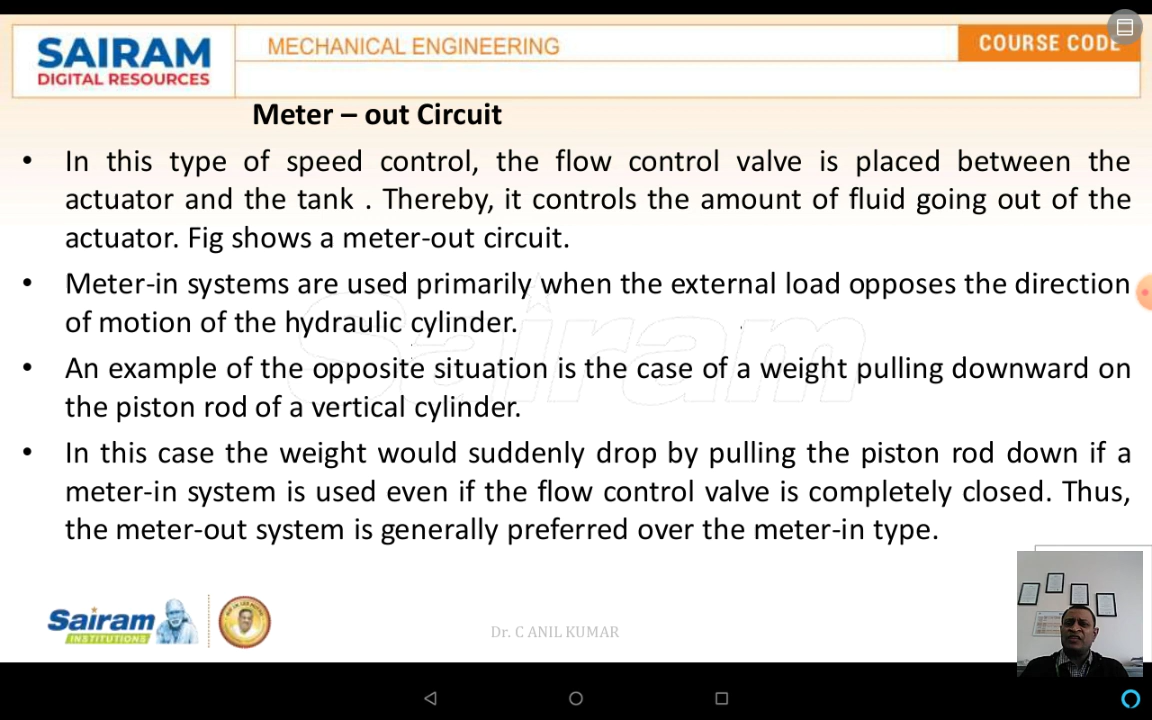 SAIRAM
DIGITAL RESOURCES
MECHANICAL ENGINEERING
COURSE CODE
Meter – out Circuit
• In this type of speed control, the flow control valve is placed between the
actuator and the tank . Thereby, it controls the amount of fluid going out of the
actuator. Fig shows a meter-out circuit.
• Meter-in systems are used primarily when the external load opposes the direction
of motion of the hydraulic cylinder.
• An example of the opposite situation is the case of a weight pulling downward on
the piston rod of a vertical cylinder.
• In this case the weight would suddenly drop by pulling the piston rod down if a
meter-in system is used even if the flow control valve is completely closed. Thus,
the meter-out system is generally preferred over the meter-in type.
Sairam
Sairam
INSTITUTIONS
Dr. C ANIL KUMAR